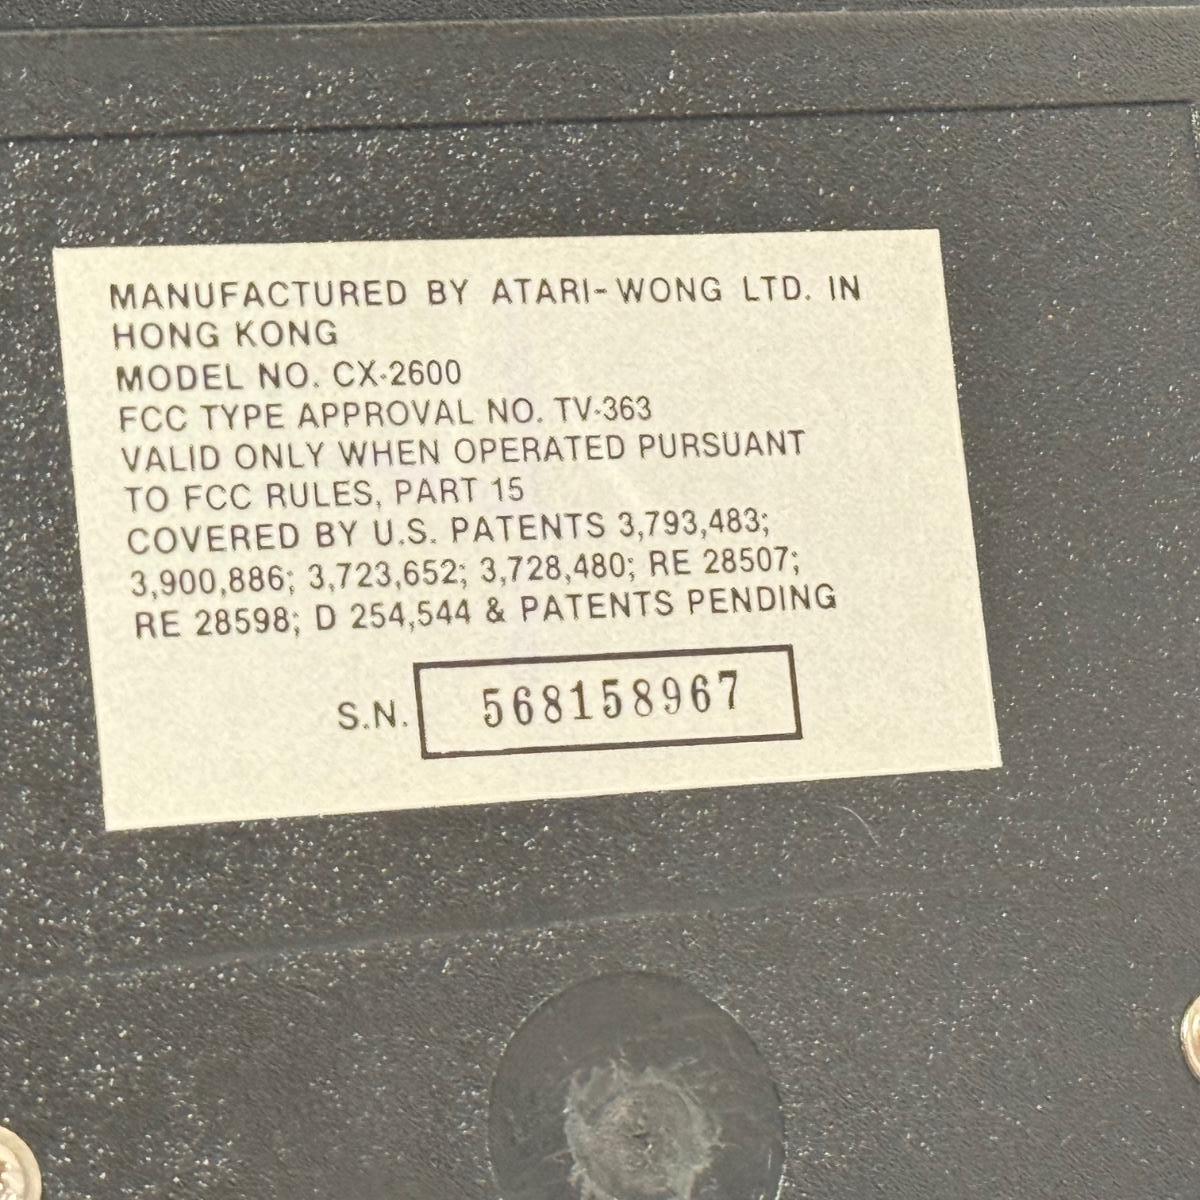 MANUFACTURED BY ATARI-WONG LTD. IN
HONG KONG
MODEL NO. CX-2600
FCC TYPE APPROVAL NO. TV-363
VALID ONLY WHEN OPERATED PURSUANT
TO FCC RULES, PART 15
COVERED BY U.S. PATENTS 3,793,483;
3,900,886; 3,723,652; 3,728,480; RE 28507;
RE 28598; D 254,544 & PATENTS PENDING
S.N. 568158967